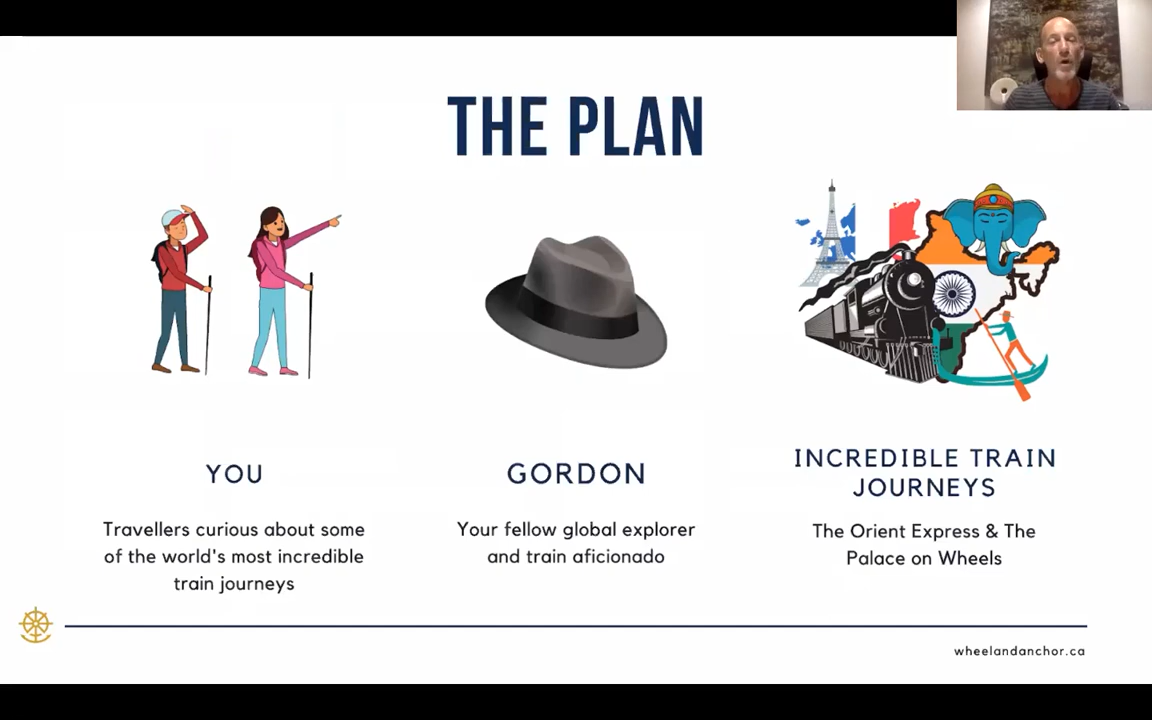 THE PLAN
YOU
Travellers curious about some
of the world's most incredible
train journeys
GORDON
Your fellow global explorer
and train aficionado
INCREDIBLE TRAIN
JOURNEYS
The Orient Express & The
Palace on Wheels
wheelandanchor.ca